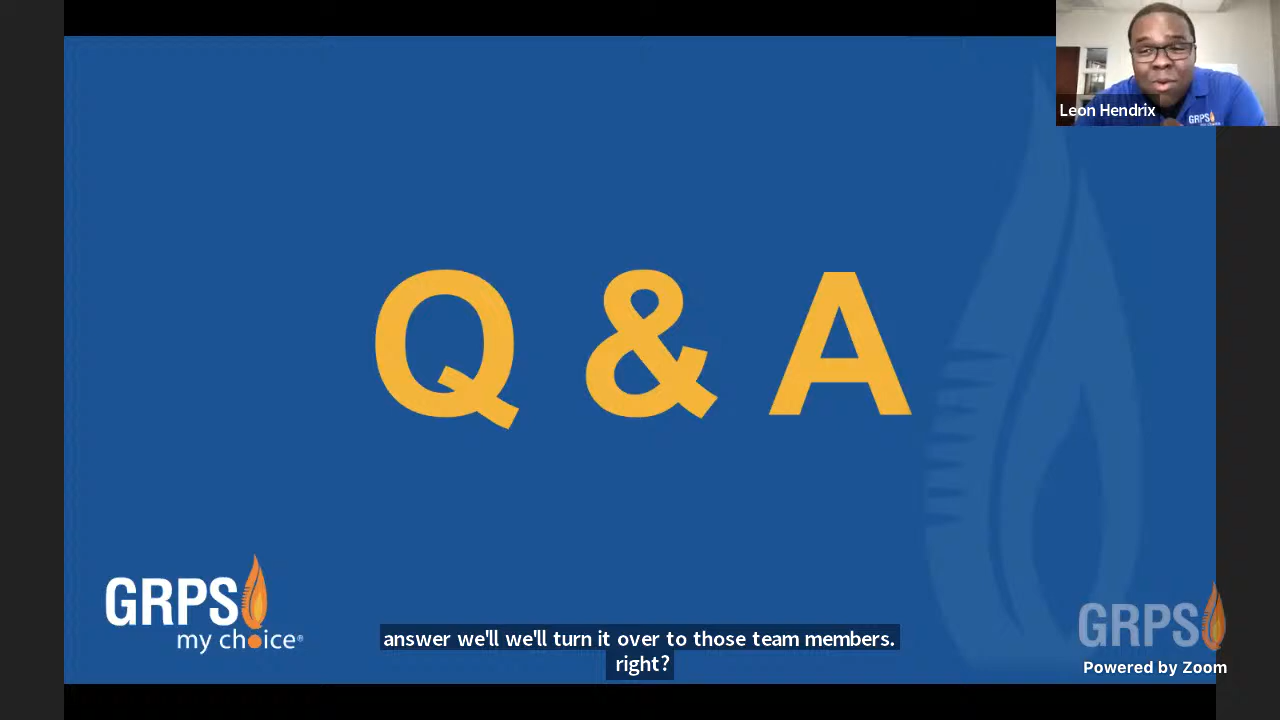 Leon Hendrix
GRPS
Q & A
GRPS
my choice®
answer we'll we'll turn it over to those team members.
right?
GRPS
Powered by Zoom